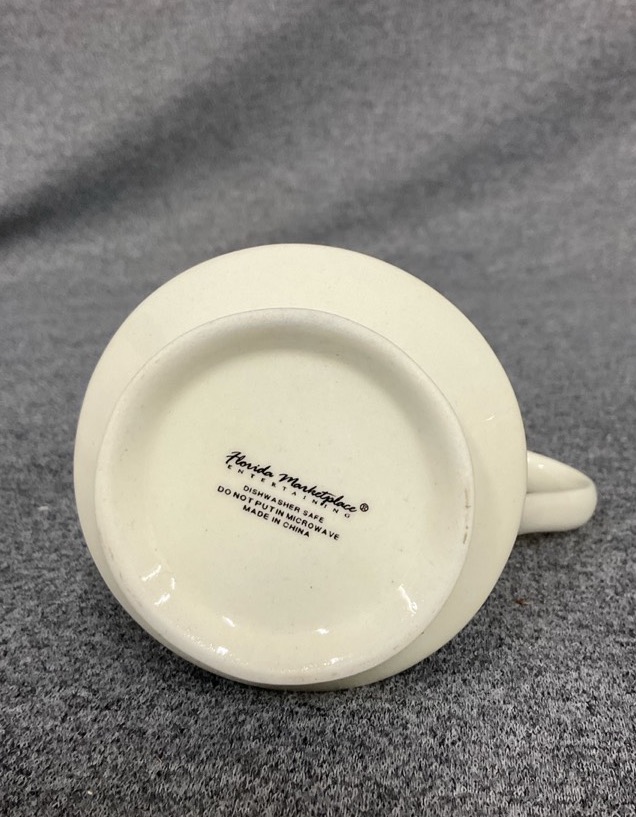 Florida Marketplace®
ENTERTAINING
DISHWASHER SAFE
DO NOT PUT IN MICROWAVE
MADE IN CHINA